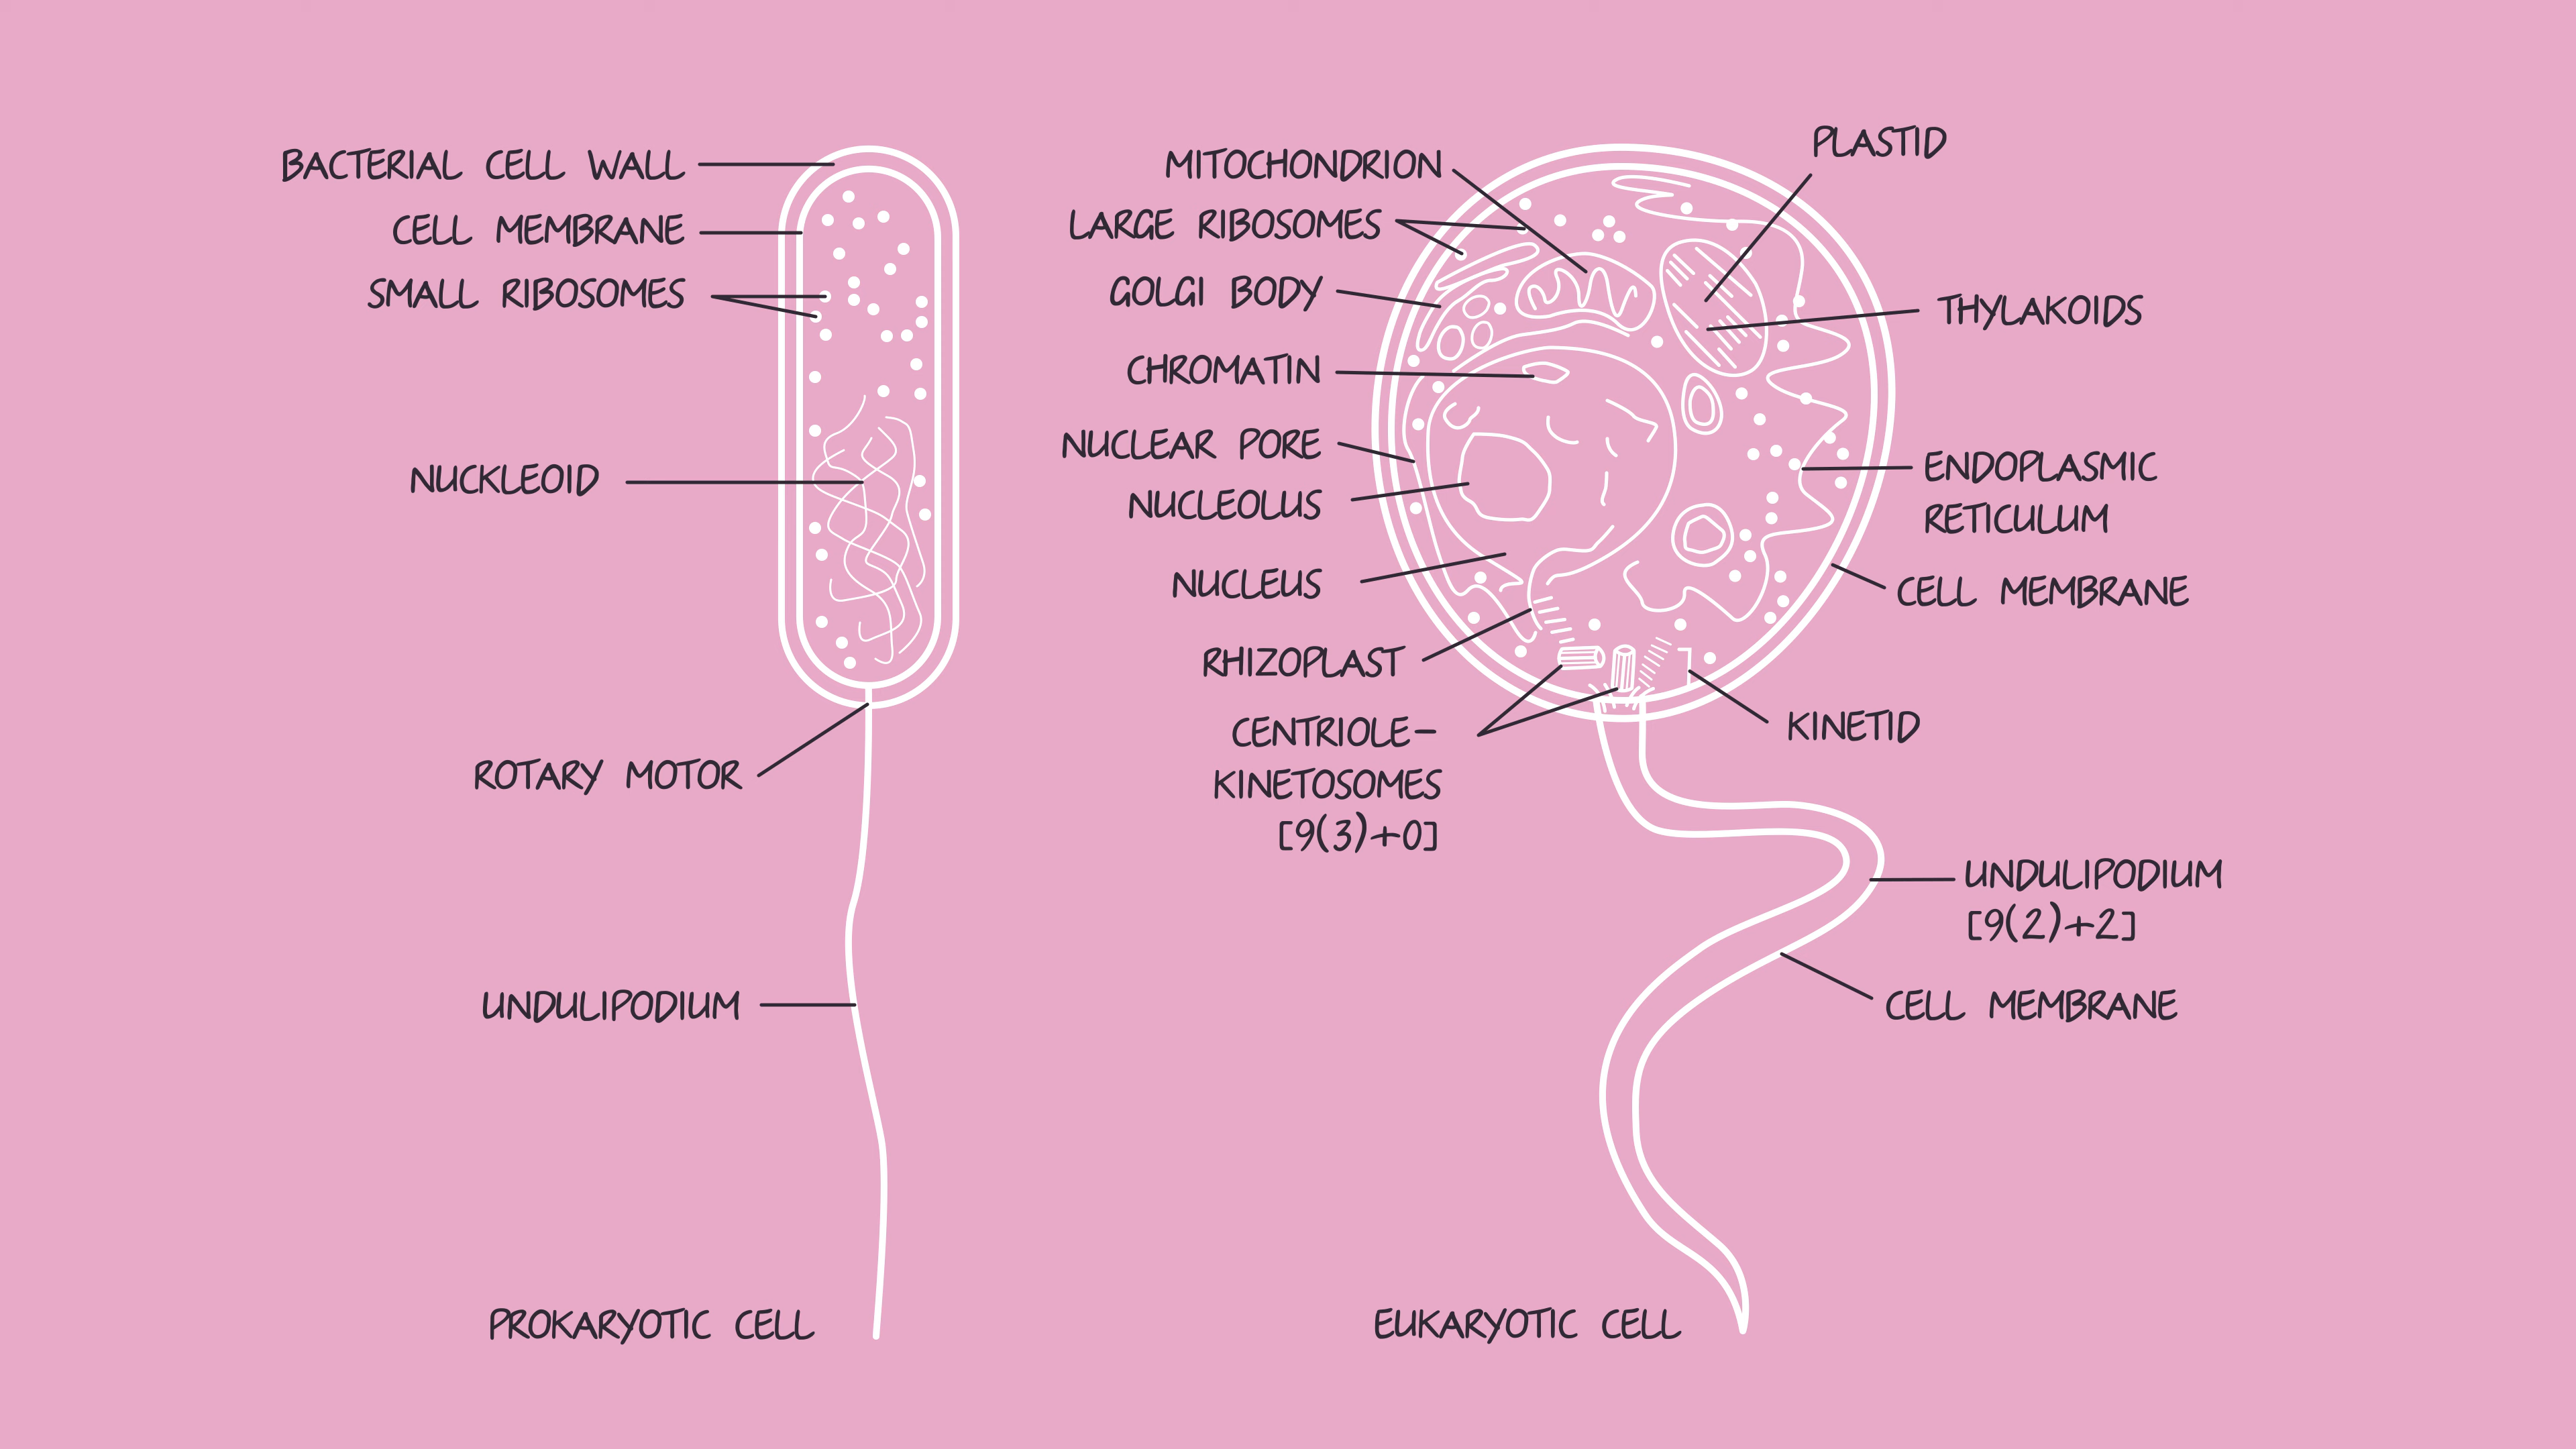 BACTERIAL CELL WALL
CELL MEMBRANE
SMALL RIBOSOMES
NUCKLEOID
ROTARY MOTOR
UNDULIPODIUM
PROKARYOTIC CELL
MITOCHONDRION
LARGE RIBOSOMES
GOLGI BODY
CHROMATIN
NUCLEAR PORE
NUCLEOLUS
NUCLEUS
RHIZOPLAST
CENTRIOLE-
KINETOSOMES
[9(3)+0]
PLASTID
THYLAKOIDS
ENDOPLASMIC
RETICULUM
CELL MEMBRANE
KINETID
UNDULIPODIUM
[9(2)+2]
CELL MEMBRANE
EUKARYOTIC CELL